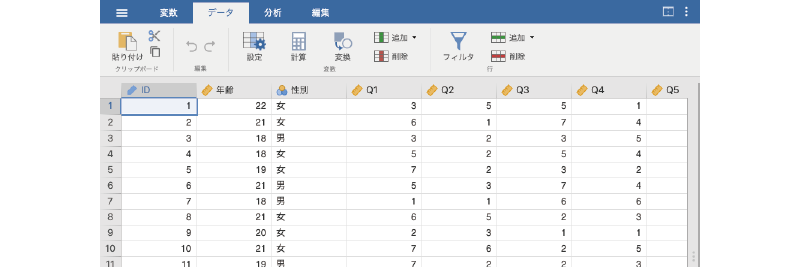 変数 データ 分析 編集
貼り付け 設定 計算 変換 追加 削除 フィルタ 追加 削除
クリップボード 編集 変数 行
ID 年齢 性別 Q1 Q2 Q3 Q4 Q5
1 1 22 女 3 5 5 1
2 2 21 女 6 1 7 4
3 3 18 男 3 2 3 5
4 4 18 女 5 2 5 4
5 5 19 女 7 2 3 2
6 6 21 男 5 3 7 4
7 7 18 男 1 1 6 6
8 8 21 女 6 5 2 3
9 9 20 女 2 3 1 1
10 10 21 女 7 6 2 5
11 11 19 男 7 2 2 3